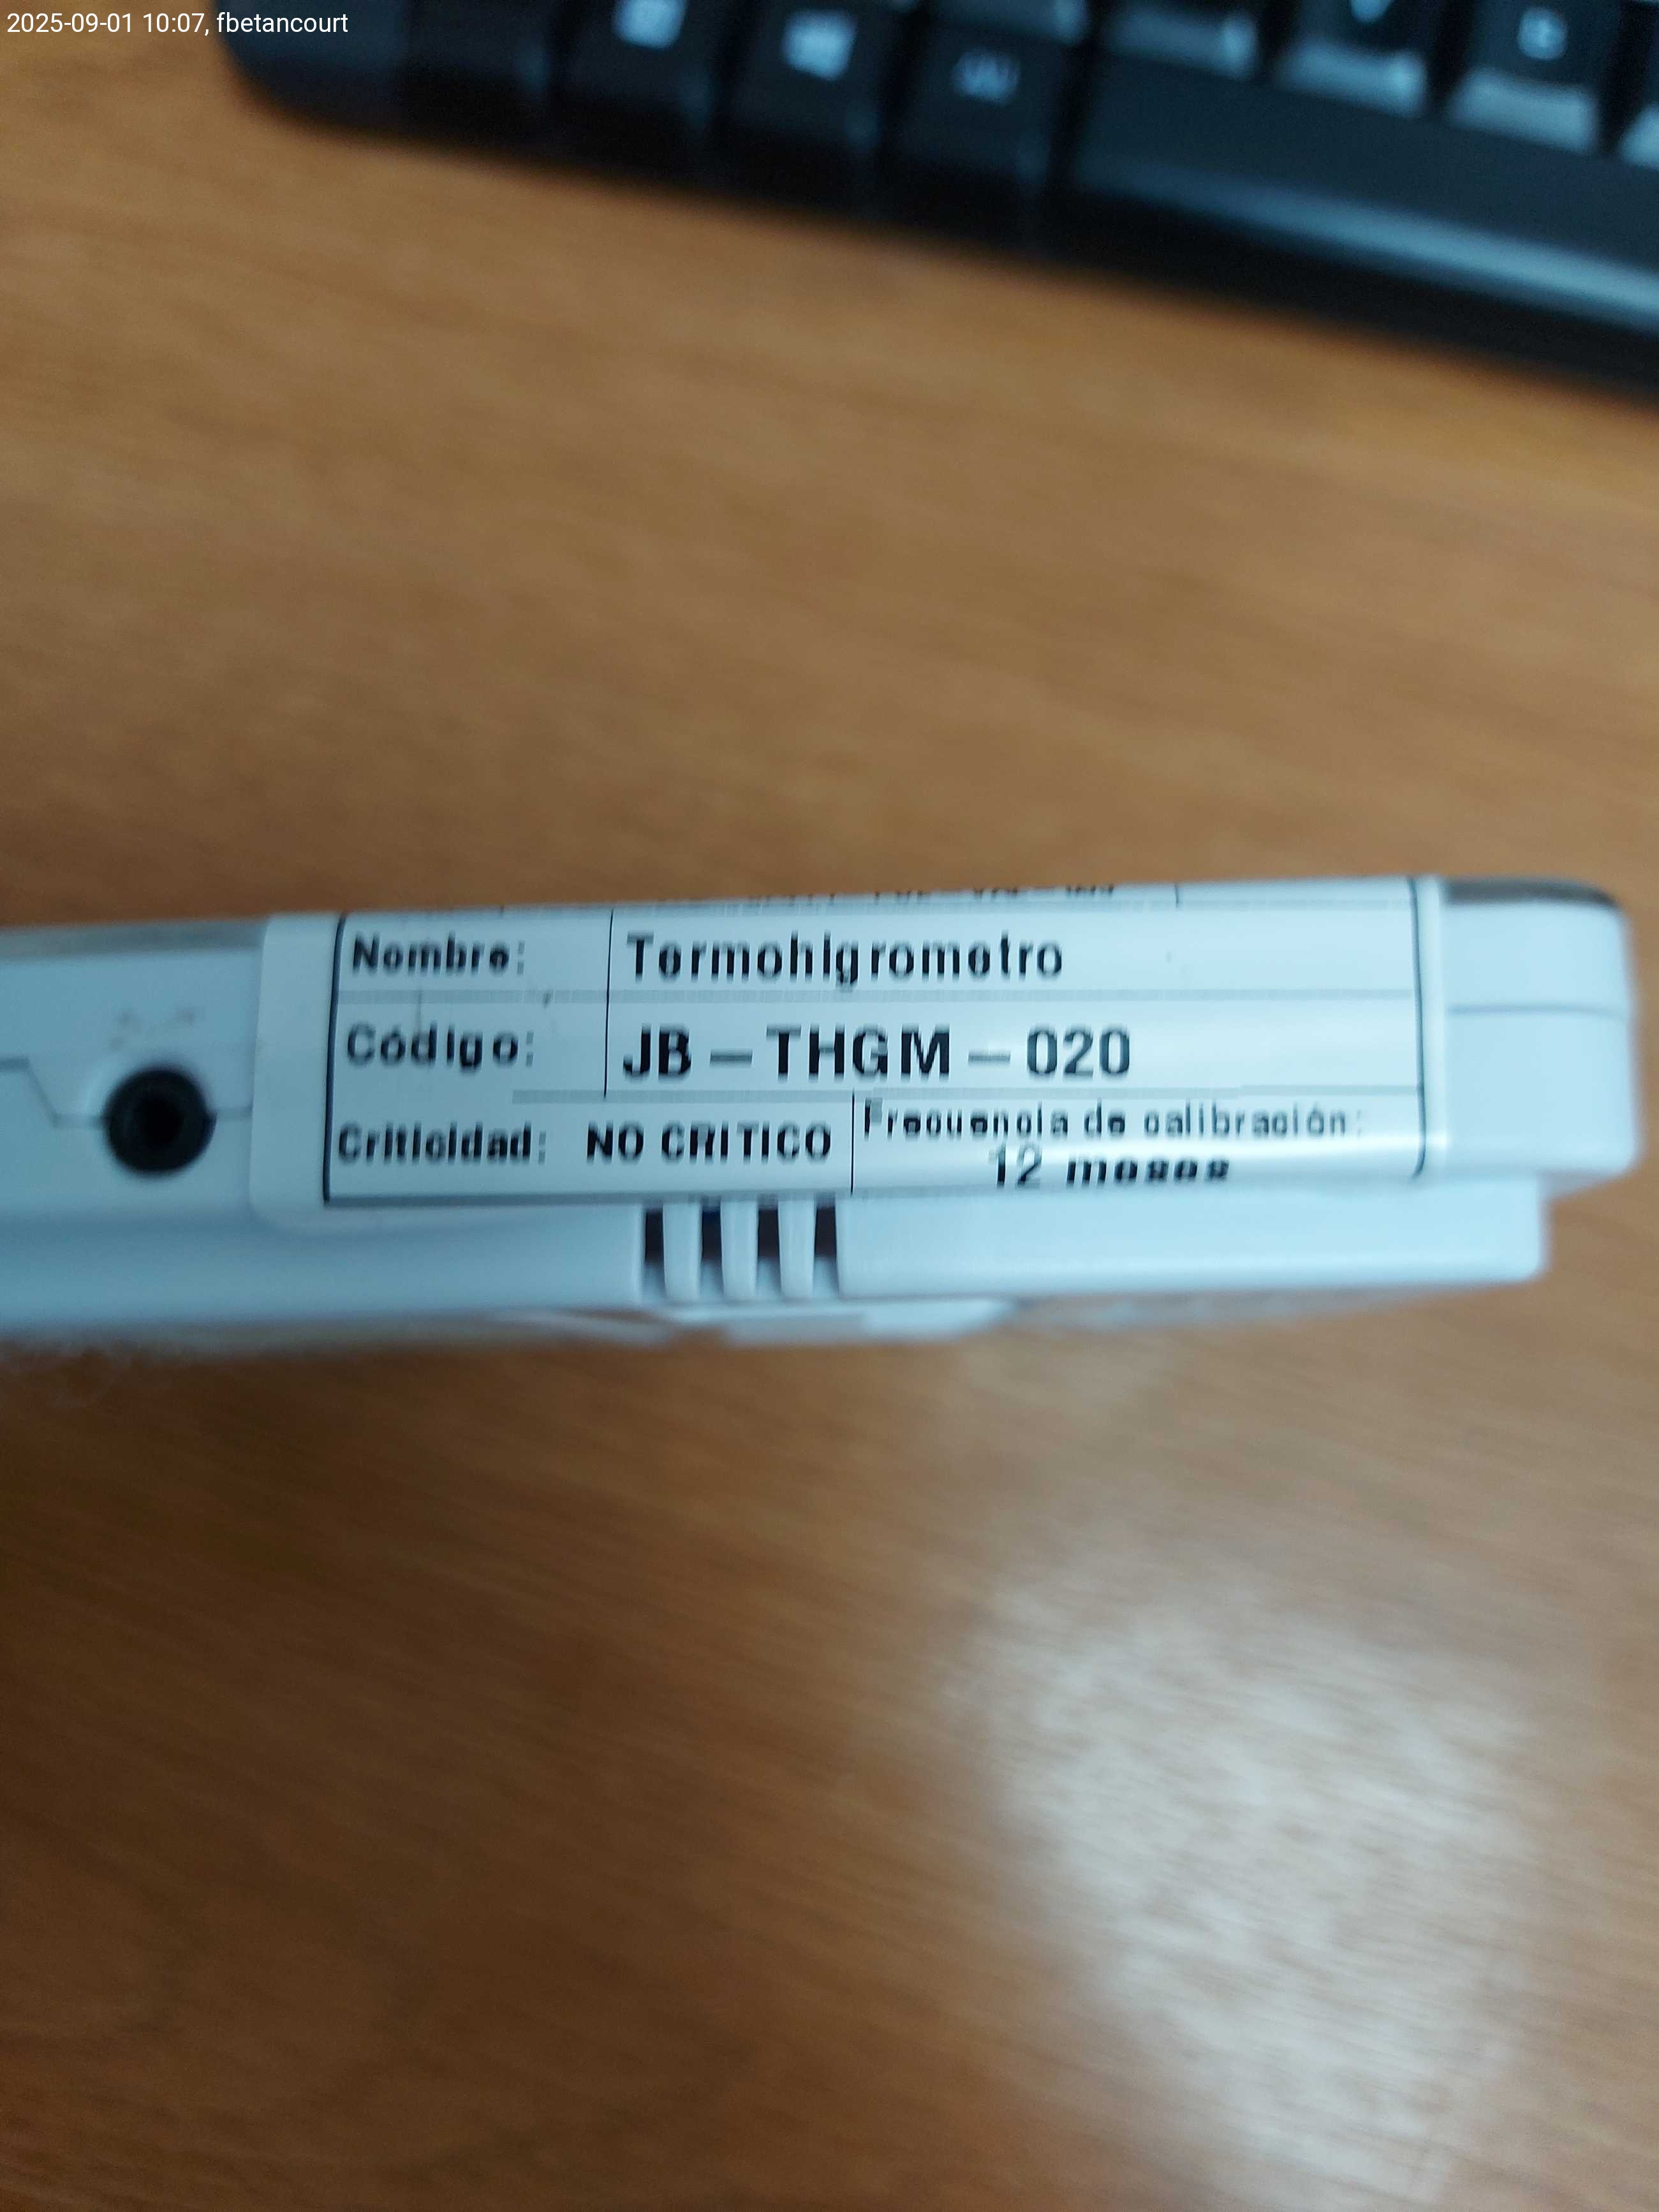 2025-09-01 10:07, fbetancourt
Nombre: Termohigrometro
Código: JB - THGM - 020
Criticidad: NO CRITICO
Frecuencia de calibración:
12 meses